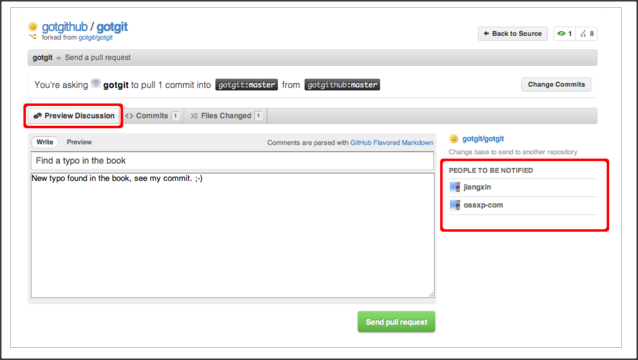 gotgithub / gotgit
forked from gotgit/gotgit
Back to Source
1
8
gotgit » Send a pull request
You're asking gotgit to pull 1 commit into gotgit:master from gotgithub:master
Change Commits
Preview Discussion
Commits 1
Files Changed 1
Write Preview
Comments are parsed with GitHub Flavored Markdown
Find a typo in the book
New typo found in the book, see my commit. ;-)
Send pull request
gotgit/gotgit
Change base to send to another repository
PEOPLE TO BE NOTIFIED
jiangxin
ossxp-com